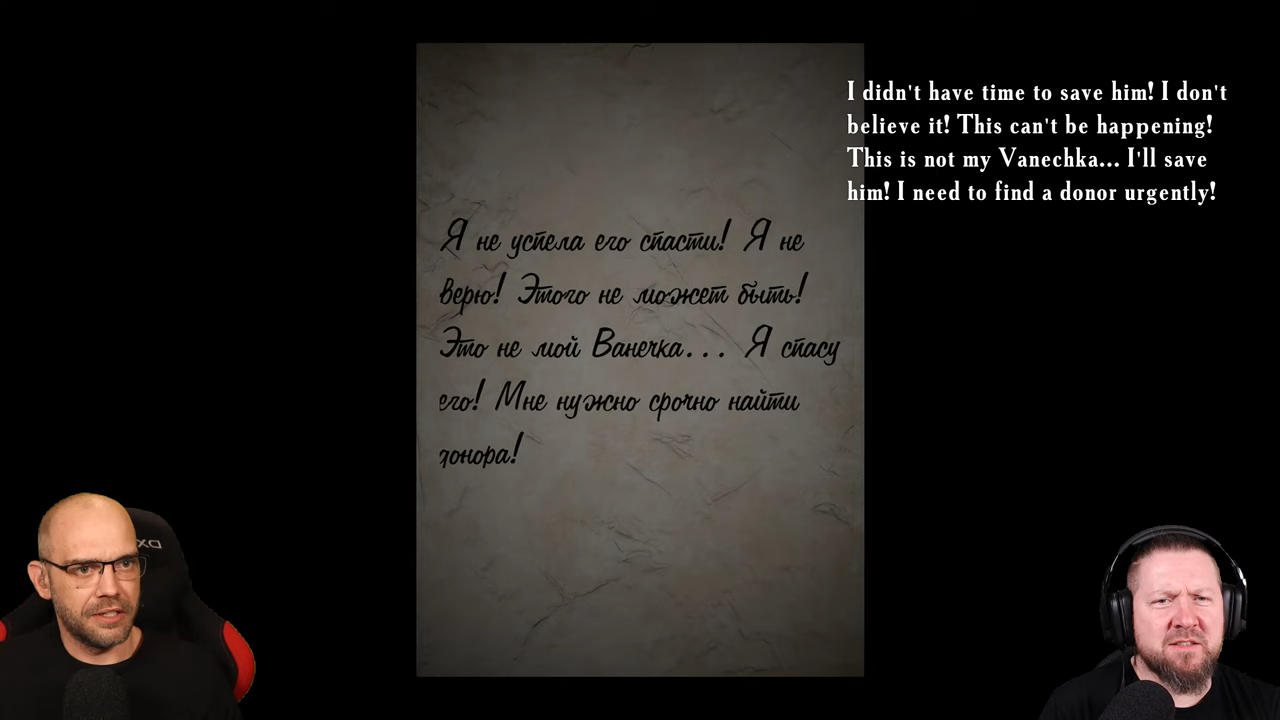 Я не успела его спасти! Я не
верю! Этого не может быть!
Это не мой Ванечка... Я спасу
его! Мне нужно срочно найти
донора!
I didn't have time to save him! I don't
believe it! This can't be happening!
This is not my Vanechka... I'll save
him! I need to find a donor urgently!